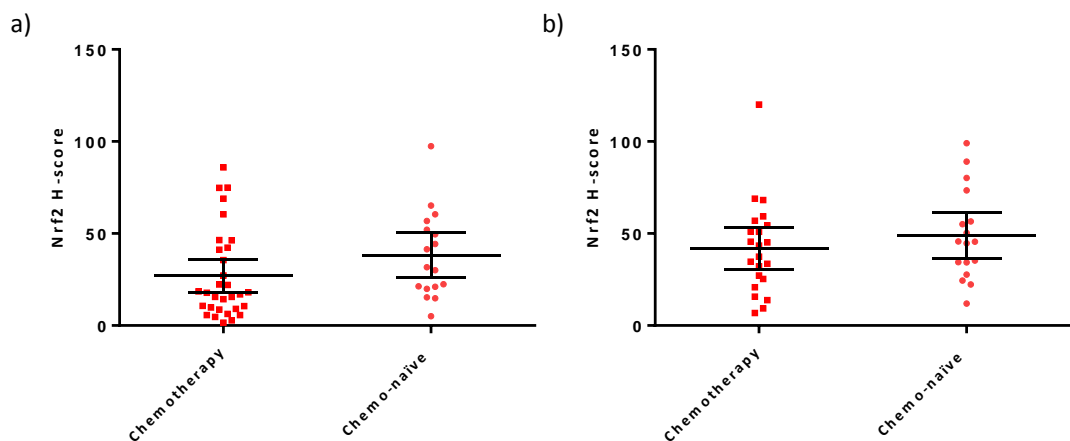 a)
150
100
50
0
Nrf2 H-score
Chemotherapy
Chemo-naïve
b)
150
100
50
0
Nrf2 H-score
Chemotherapy
Chemo-naïve